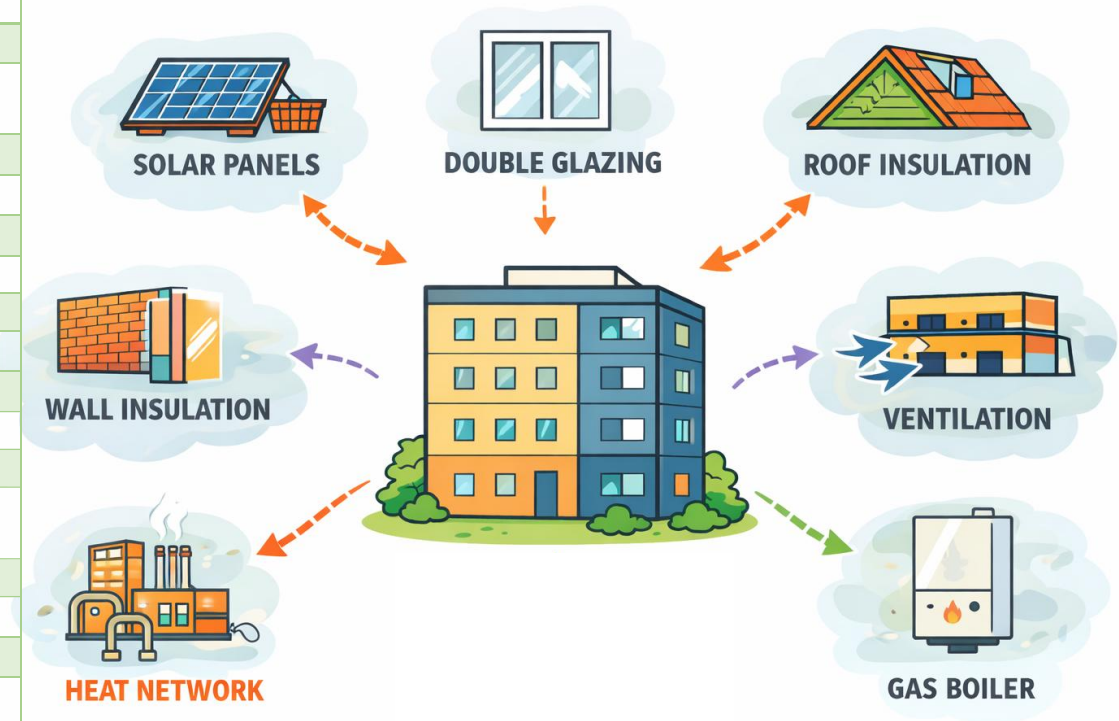 SOLAR PANELS
DOUBLE GLAZING
ROOF INSULATION
WALL INSULATION
VENTILATION
HEAT NETWORK
GAS BOILER